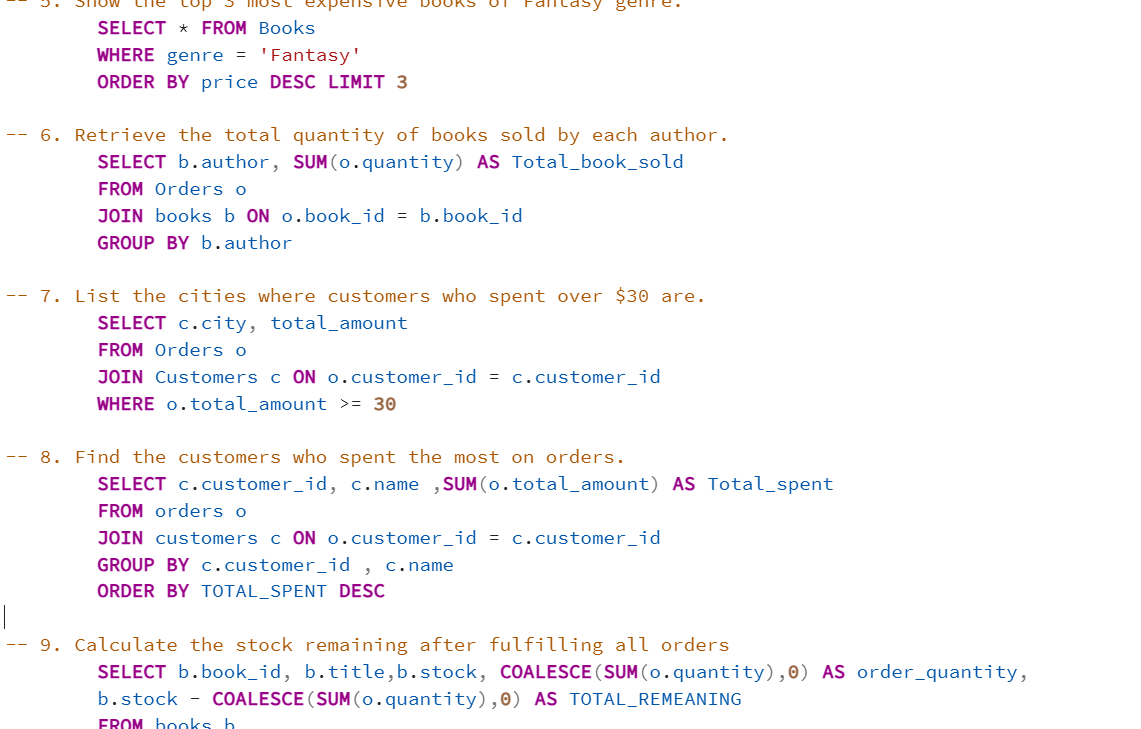 -- 5. Show the top 3 most expensive books of Fantasy genre.
SELECT * FROM Books
WHERE genre = 'Fantasy'
ORDER BY price DESC LIMIT 3
-- 6. Retrieve the total quantity of books sold by each author.
SELECT b.author, SUM(o.quantity) AS Total_book_sold
FROM Orders o
JOIN books b ON o.book_id = b.book_id
GROUP BY b.author
-- 7. List the cities where customers who spent over $30 are.
SELECT c.city, total_amount
FROM Orders o
JOIN Customers c ON o.customer_id = c.customer_id
WHERE o.total_amount >= 30
-- 8. Find the customers who spent the most on orders.
SELECT c.customer_id, c.name ,SUM(o.total_amount) AS Total_spent
FROM orders o
JOIN customers c ON o.customer_id = c.customer_id
GROUP BY c.customer_id , c.name
ORDER BY TOTAL_SPENT DESC
-- 9. Calculate the stock remaining after fulfilling all orders
SELECT b.book_id, b.title,b.stock, COALESCE(SUM(o.quantity),0) AS order_quantity,
b.stock - COALESCE(SUM(o.quantity),0) AS TOTAL_REMEANING
FROM books b